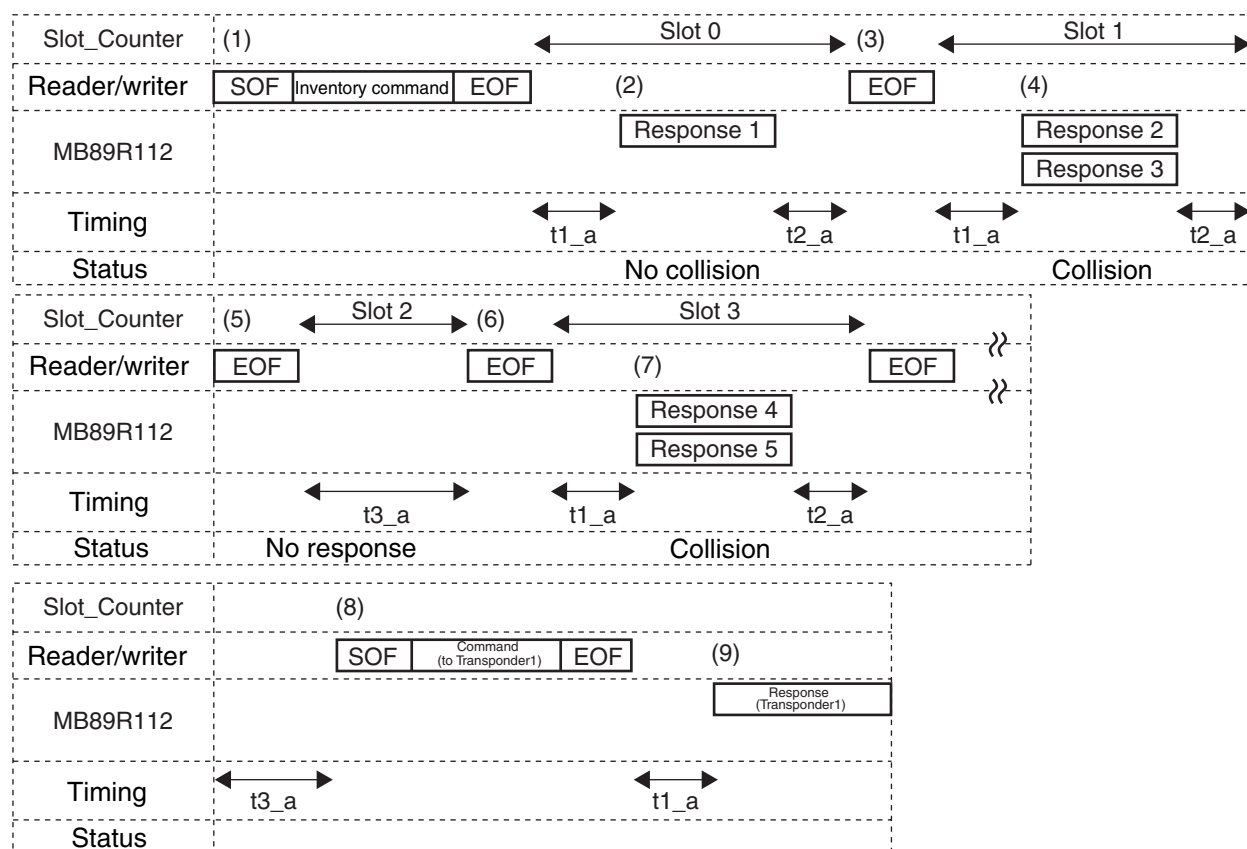 Slot_Counter (1) Slot 0 (3) Slot 1
Reader/writer SOF Inventory command EOF (2) EOF (4)
MB89R112 Response 1 Response 2
Response 3
Timing t1_a t2_a t1_a t2_a
Status No collision Collision
Slot_Counter (5) Slot 2 (6) Slot 3
Reader/writer EOF EOF (7) EOF
MB89R112 Response 4
Response 5
Timing t3_a t1_a t2_a
Status No response Collision
Slot_Counter (8)
Reader/writer SOF Command (to Transponder1) EOF (9)
MB89R112 Response (Transponder1)
Timing t3_a t1_a
Status